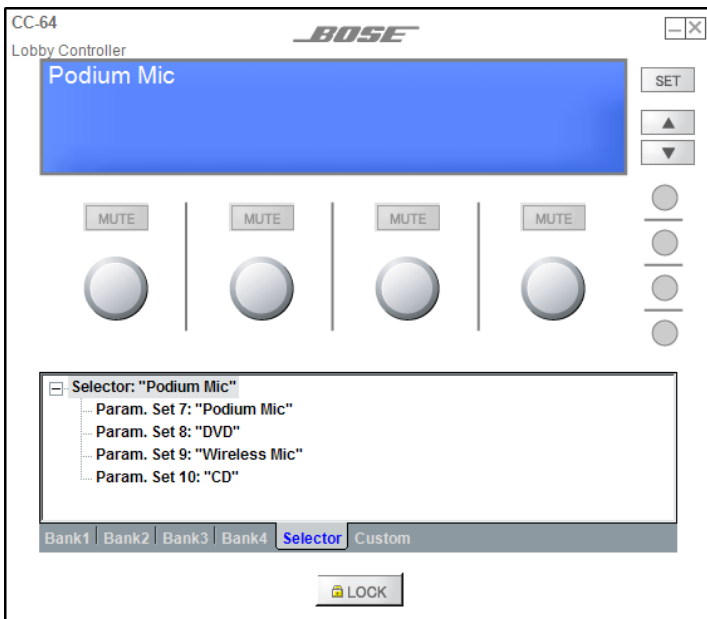 CC-64
BOSE
Lobby Controller
Podium Mic
SET
MUTE MUTE MUTE MUTE
Selector: "Podium Mic"
Param. Set 7: "Podium Mic"
Param. Set 8: "DVD"
Param. Set 9: "Wireless Mic"
Param. Set 10: "CD"
Bank1 Bank2 Bank3 Bank4 Selector Custom
LOCK